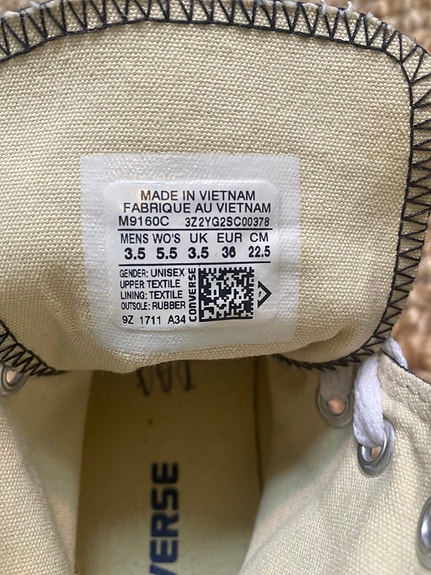 MADE IN VIETNAM
FABRIQUE AU VIETNAM
M9160C 3Z2YG2SC00378
MENS WO'S UK EUR CM
3.5 5.5 3.5 36 22.5
GENDER: UNISEX
UPPER TEXTILE
LINING: TEXTILE
OUTSOLE: RUBBER
9Z 1711 A34
CONVERSE
VERSE